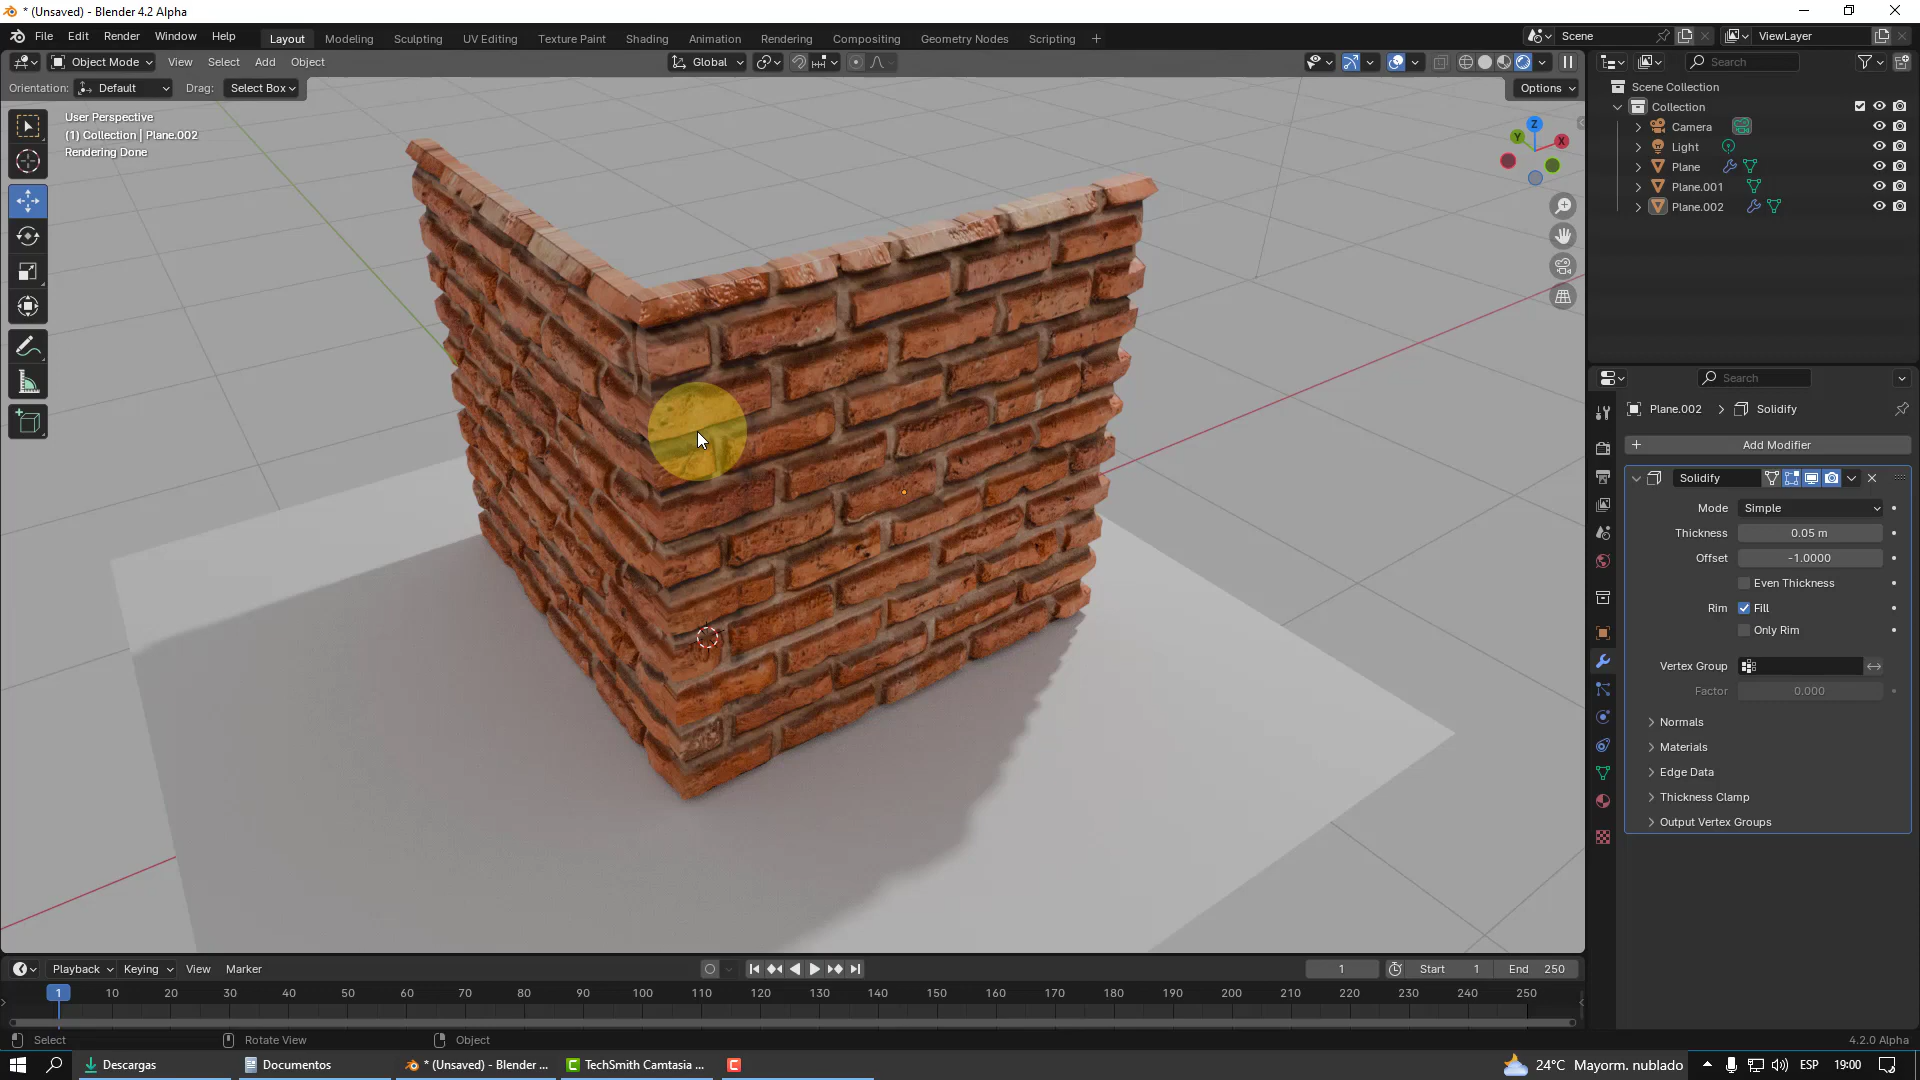 * (Unsaved) - Blender 4.2 Alpha
File Edit Render Window Help
Layout Modeling Sculpting UV Editing Texture Paint Shading Animation Rendering Compositing Geometry Nodes Scripting +
Scene
ViewLayer
Object Mode View Select Add Object
Global
Search
Orientation: Default Drag: Select Box
Options
User Perspective
(1) Collection | Plane.002
Rendering Done
Z
Y
X
Scene Collection
Collection
Camera
Light
Plane
Plane.001
Plane.002
Search
Plane.002 > Solidify
+ Add Modifier
Solidify
Mode Simple
Thickness 0.05 m
Offset -1.0000
Even Thickness
Rim Fill
Only Rim
Vertex Group
Factor 0.000
Normals
Materials
Edge Data
Thickness Clamp
Output Vertex Groups
Playback Keying View Marker
1
Start 1
End 250
1 10 20 30 40 50 60 70 80 90 100 110 120 130 140 150 160 170 180 190 200 210 220 230 240 250
Select Rotate View Object
4.2.0 Alpha
Descargas
Documentos
* (Unsaved) - Blender ...
TechSmith Camtasia ...
24°C Mayorm. nublado
ESP
19:00